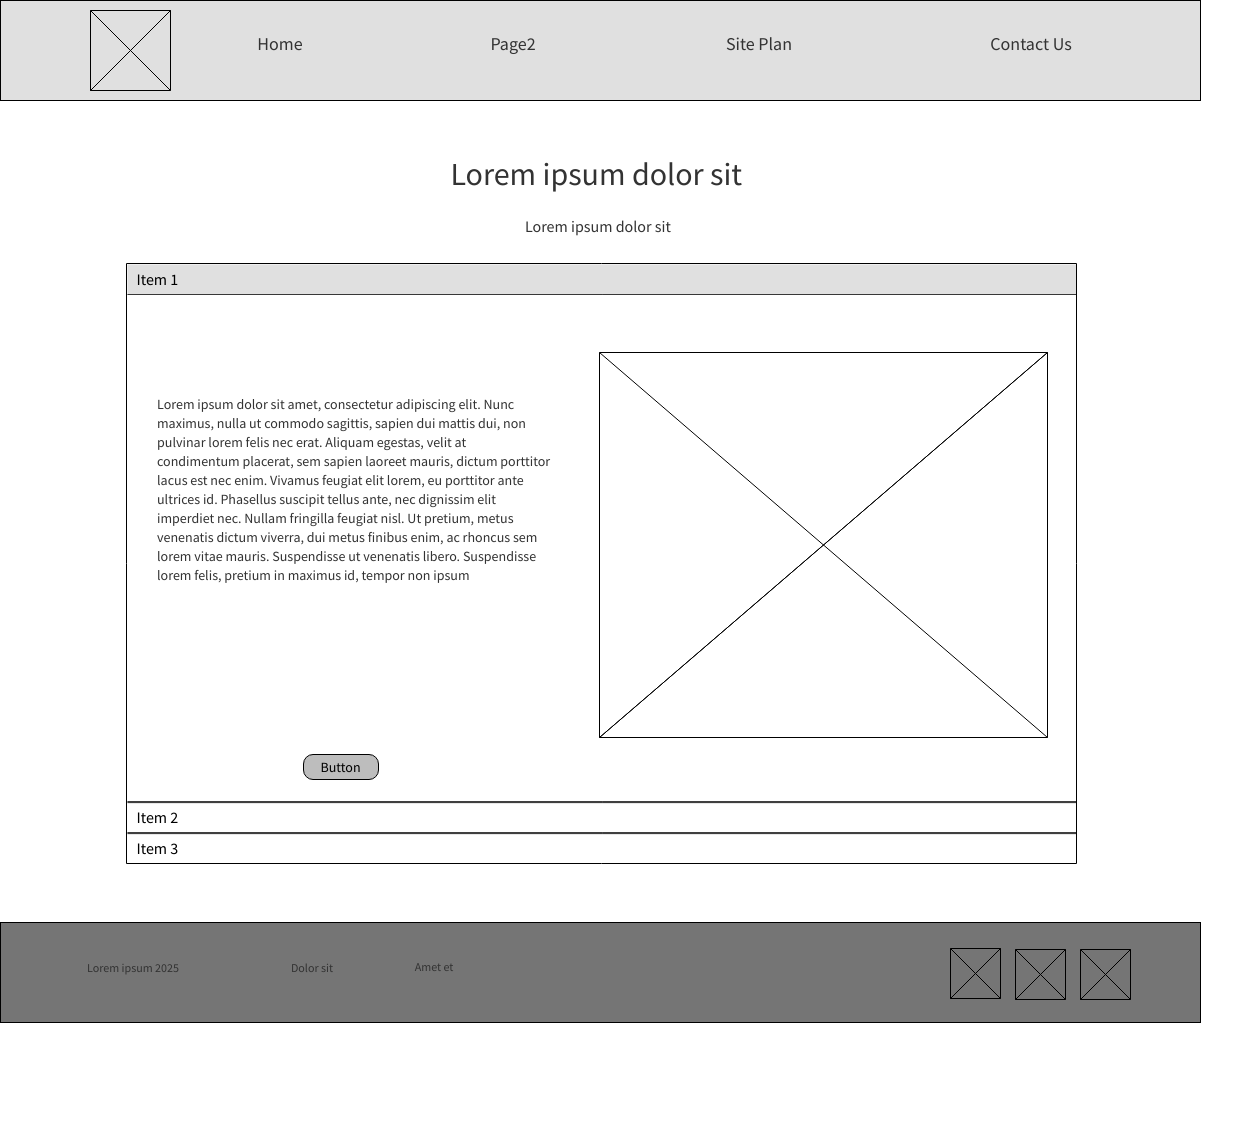 Home Page2 Site Plan Contact Us
Lorem ipsum dolor sit
Lorem ipsum dolor sit
Item 1
Lorem ipsum dolor sit amet, consectetur adipiscing elit. Nunc
maximus, nulla ut commodo sagittis, sapien dui mattis dui, non
pulvinar lorem felis nec erat. Aliquam egestas, velit at
condimentum placerat, sem sapien laoreet mauris, dictum porttitor
lacus est nec enim. Vivamus feugiat elit lorem, eu porttitor ante
ultrices id. Phasellus suscipit tellus ante, nec dignissim elit
imperdiet nec. Nullam fringilla feugiat nisl. Ut pretium, metus
venenatis dictum viverra, dui metus finibus enim, ac rhoncus sem
lorem vitae mauris. Suspendisse ut venenatis libero. Suspendisse
lorem felis, pretium in maximus id, tempor non ipsum
Button
Item 2
Item 3
Lorem ipsum 2025 Dolor sit Amet et